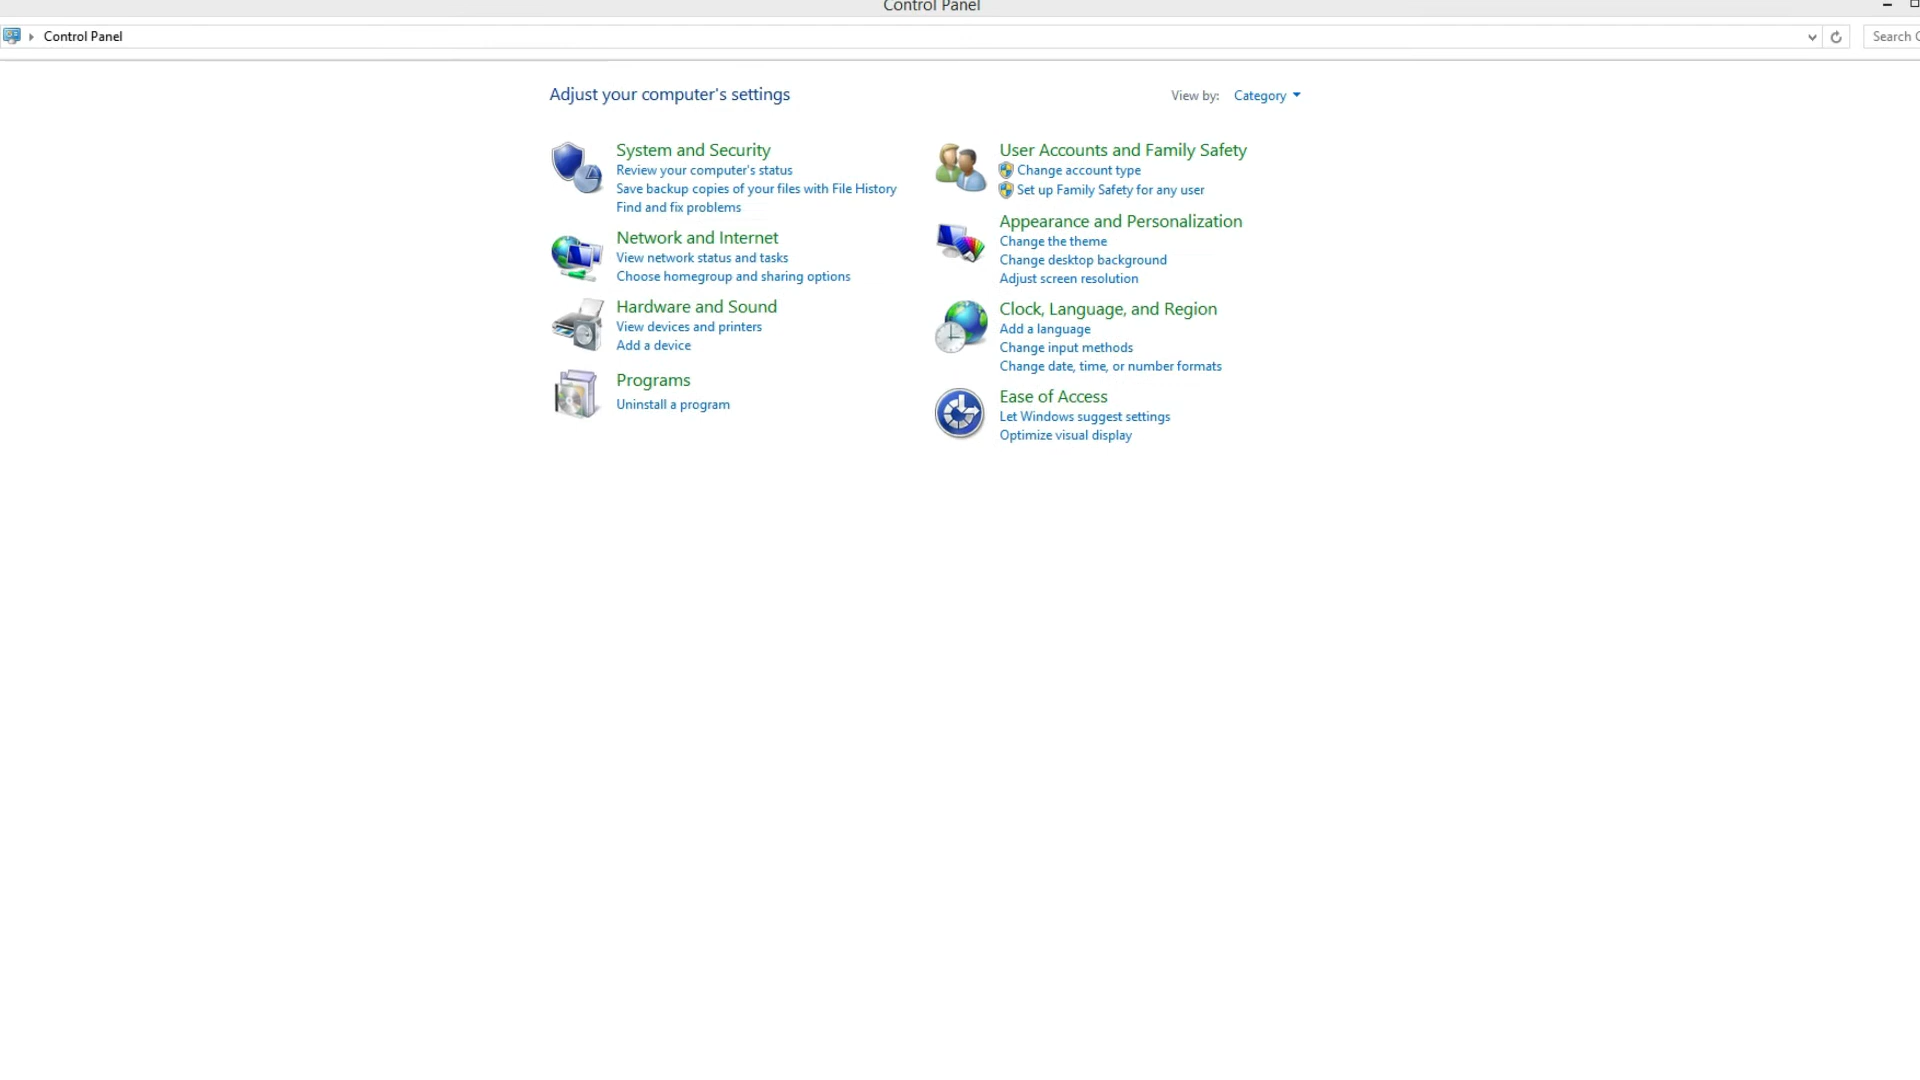 Control Panel
Control Panel
Search
Adjust your computer's settings
View by: Category
System and Security
Review your computer's status
Save backup copies of your files with File History
Find and fix problems
Network and Internet
View network status and tasks
Choose homegroup and sharing options
Hardware and Sound
View devices and printers
Add a device
Programs
Uninstall a program
User Accounts and Family Safety
Change account type
Set up Family Safety for any user
Appearance and Personalization
Change the theme
Change desktop background
Adjust screen resolution
Clock, Language, and Region
Add a language
Change input methods
Change date, time, or number formats
Ease of Access
Let Windows suggest settings
Optimize visual display